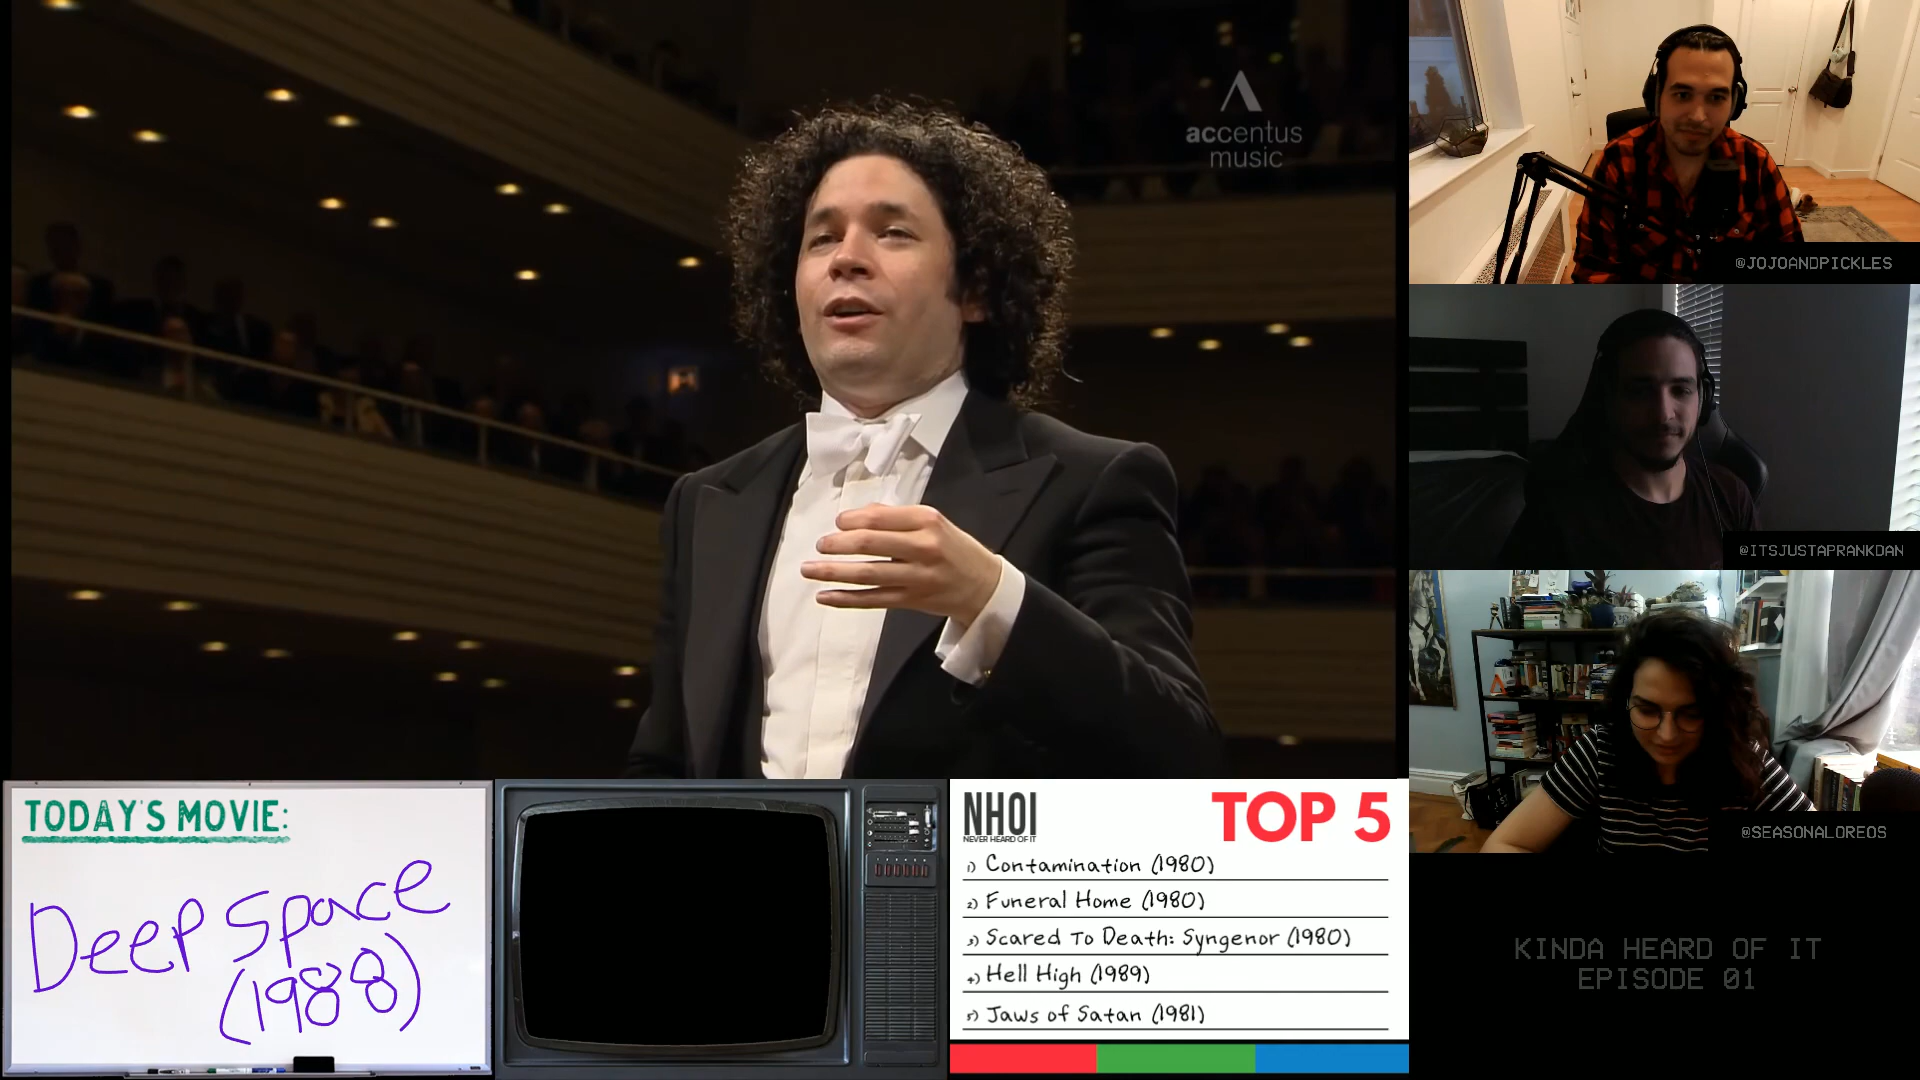 accentus
music
@JOJOANDPICKLES
@ITSJUSTAPRANKDAN
@SEASONALOREOS
TODAY'S MOVIE:
Deep Space
(1988)
NHOI
NEVER HEARD OF IT
TOP 5
1) Contamination (1980)
2) Funeral Home (1980)
3) Scared To Death: Syngenor (1980)
4) Hell High (1989)
5) Jaws of Satan (1981)
KINDA HEARD OF IT
EPISODE 01